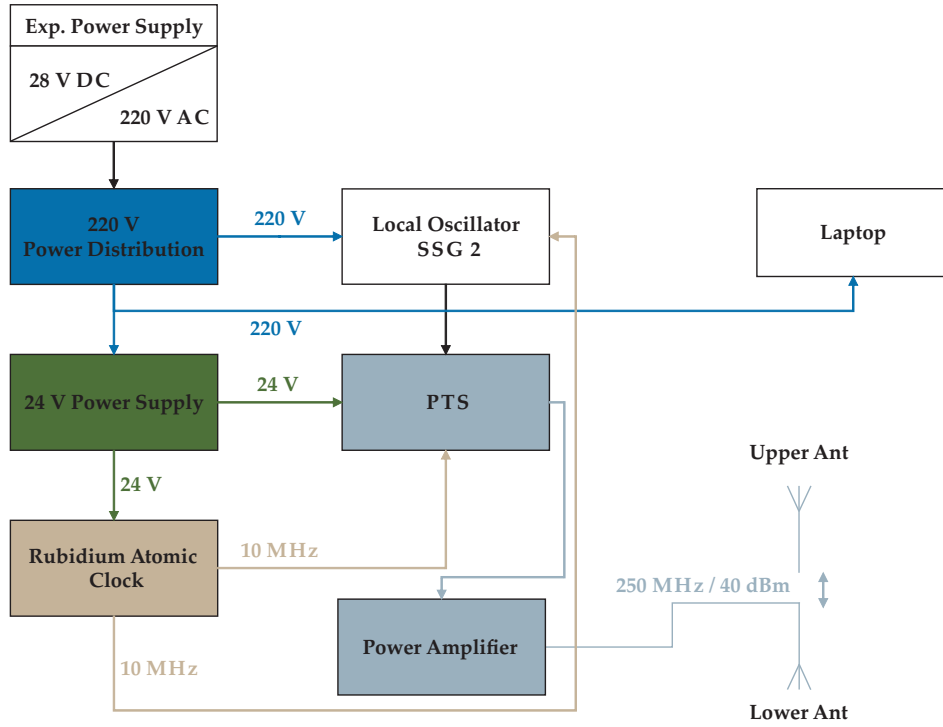 Exp. Power Supply
28 V DC
220 V AC
220 V
Power Distribution
220 V
Local Oscillator
SSG 2
Laptop
220 V
24 V Power Supply
24 V
PTS
24 V
Upper Ant
Rubidium Atomic
Clock
10 MHz
250 MHz / 40 dBm
Power Amplifier
10 MHz
Lower Ant